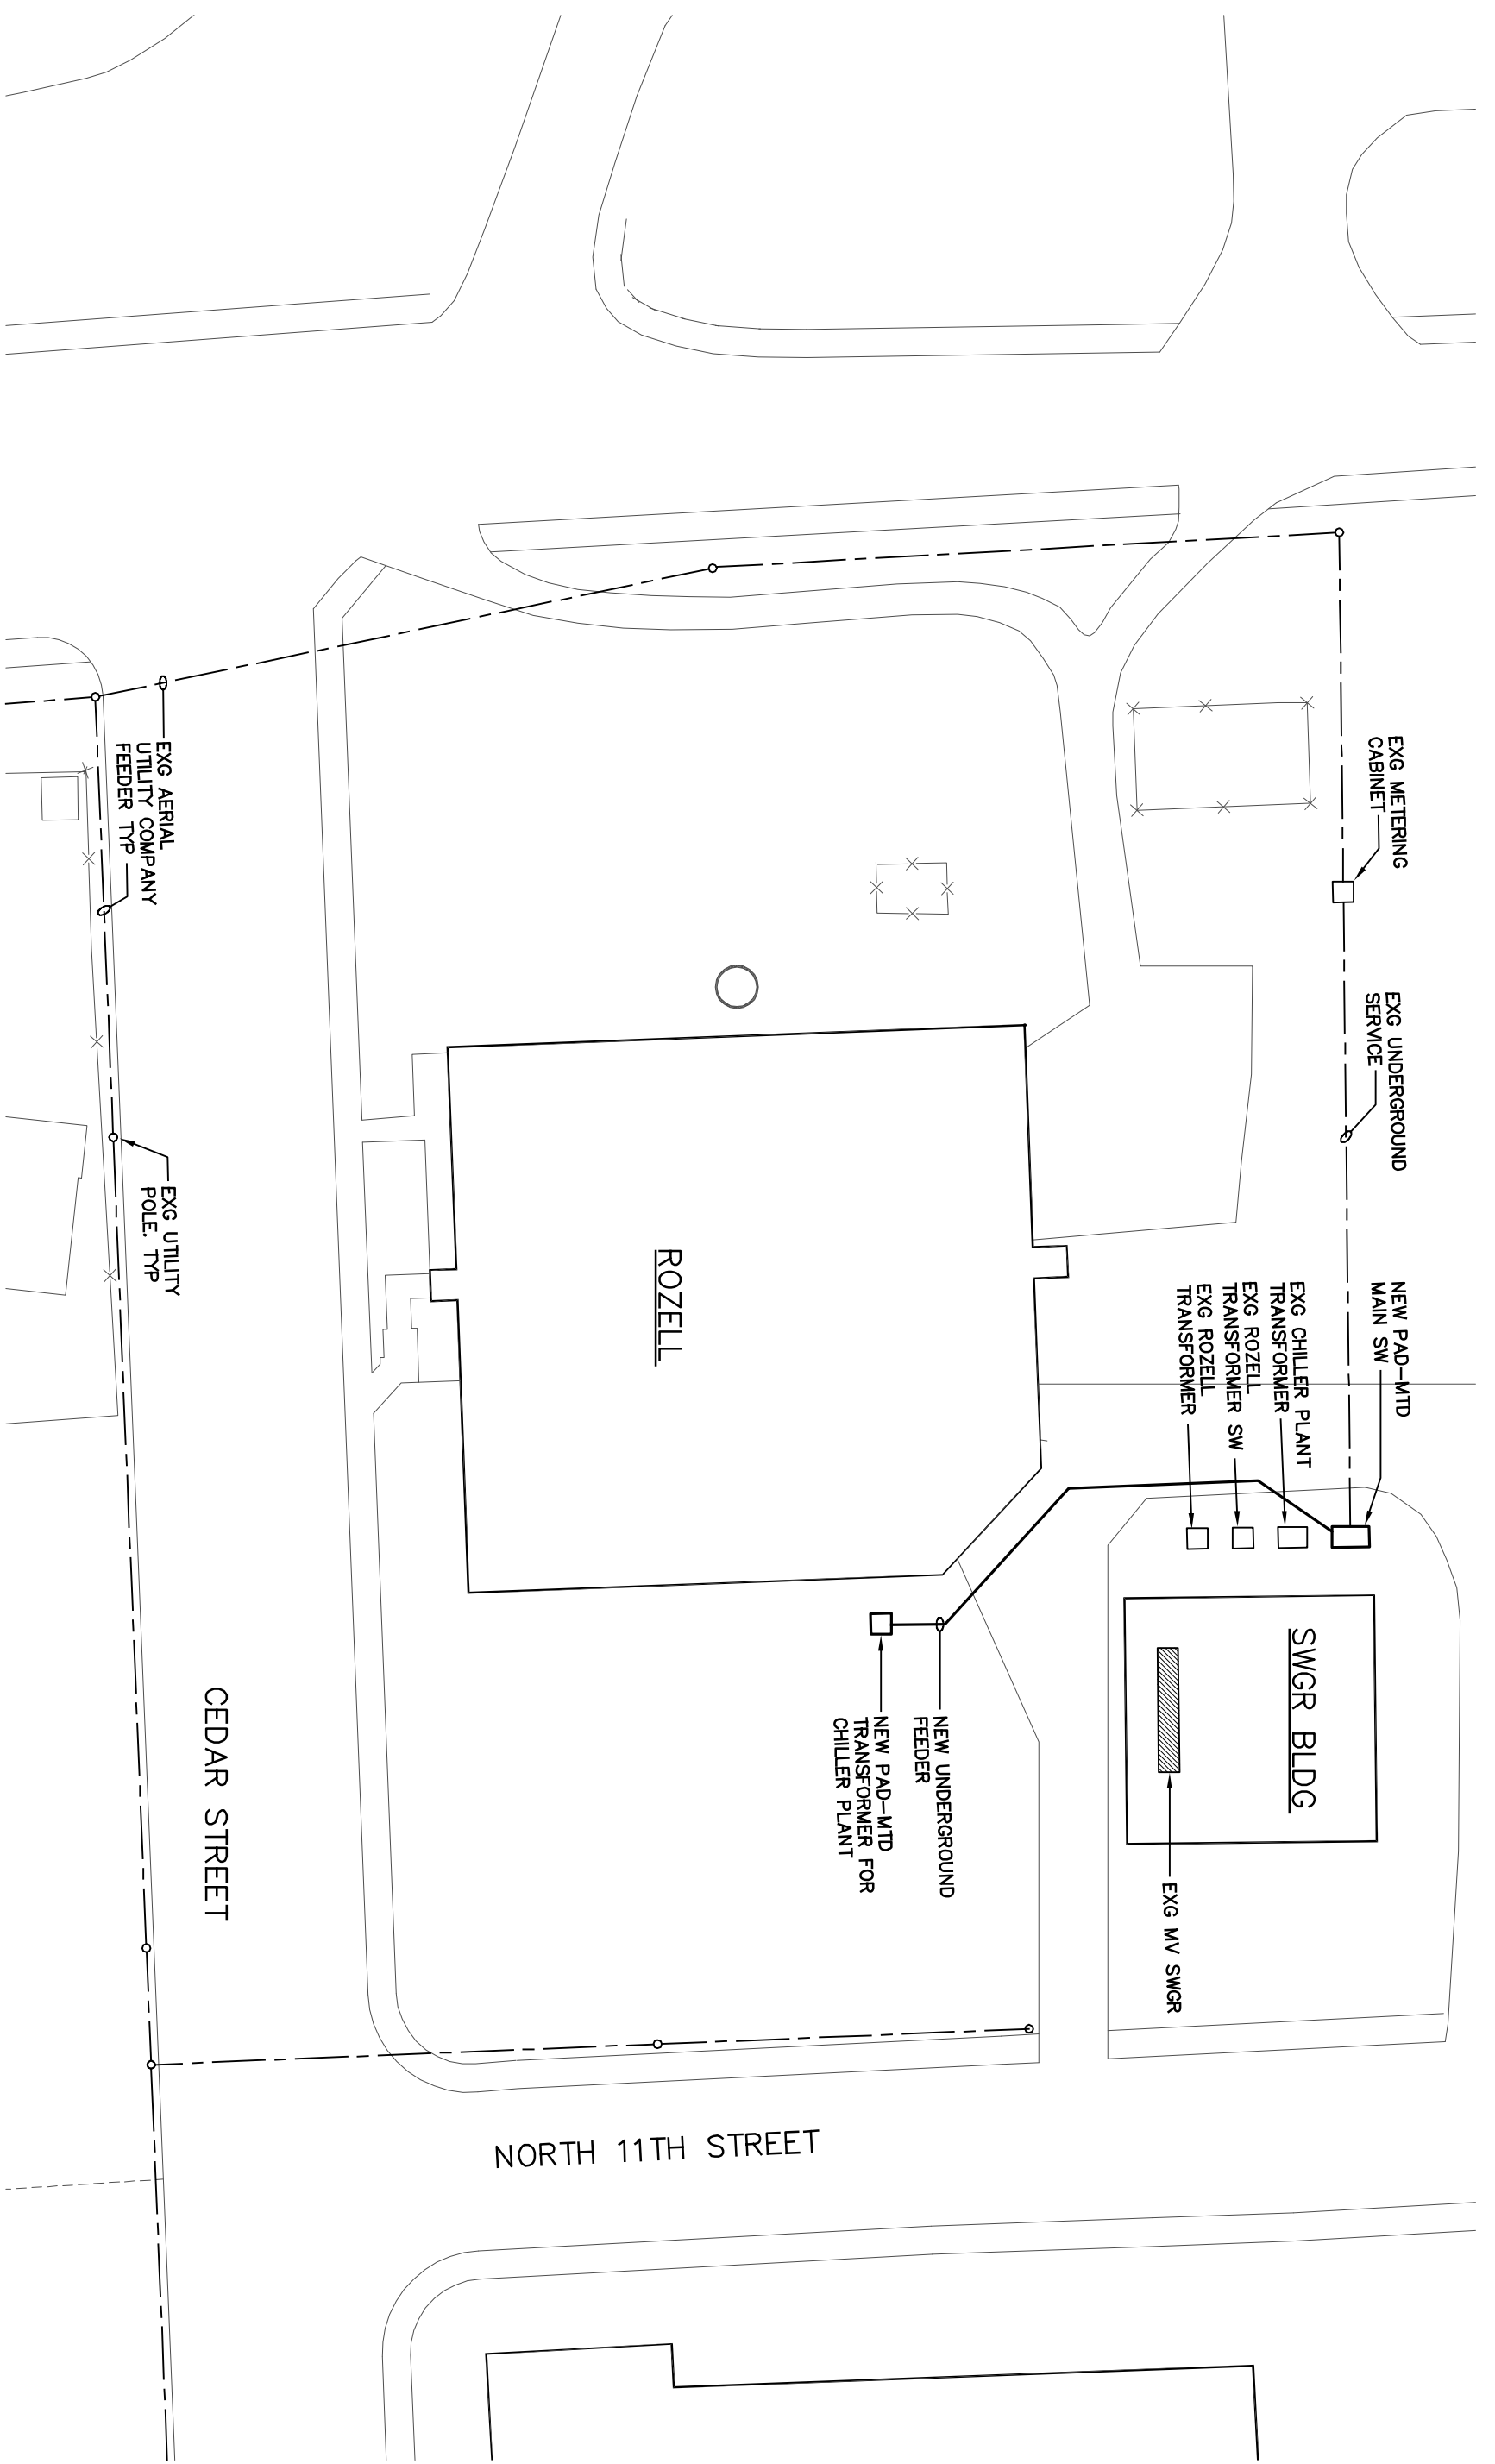 EXG METERING
CABINET
EXG UNDERGROUND
SERVICE
NEW PAD-MTD
MAIN SW
EXG CHILLER PLANT
TRANSFORMER
EXG ROZELL
TRANSFORMER SW
EXG ROZELL
TRANSFORMER
SWGR BLDG
EXG MV SWGR
ROZELL
NEW UNDERGROUND
FEEDER
NEW PAD-MTD
TRANSFORMER FOR
CHILLER PLANT
EXG AERIAL
UTILITY COMPANY
FEEDER TYP
EXG UTILITY
POLE. TYP
CEDAR STREET
NORTH 11TH STREET